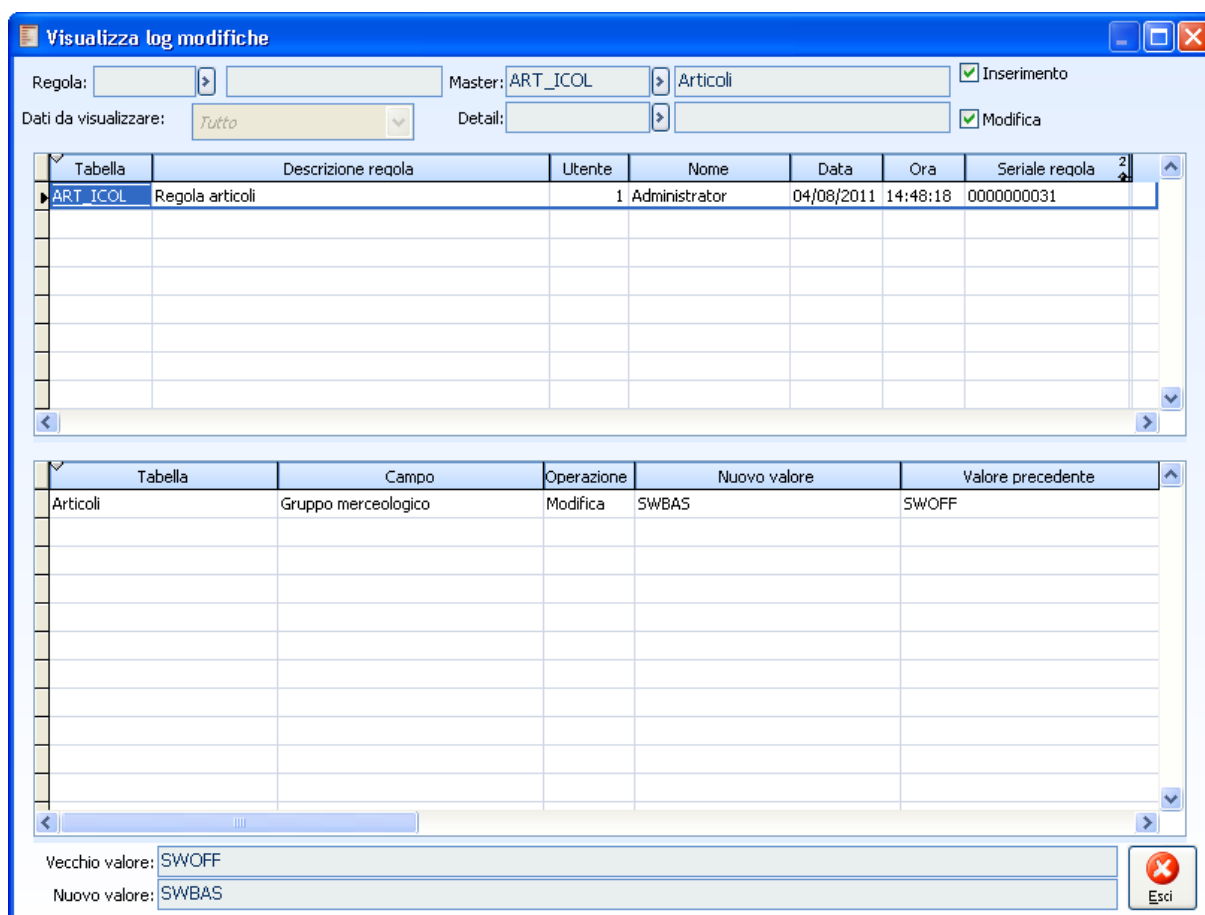 Visualizza log modifiche
Regola: Master: ART_ICOL Articoli Inserimento
Dati da visualizzare: Tutto Detail: Modifica
Tabella Descrizione regola Utente Nome Data Ora Seriale regola 2
ART_ICOL Regola articoli 1 Administrator 04/08/2011 14:48:18 0000000031
Tabella Campo Operazione Nuovo valore Valore precedente
Articoli Gruppo merceologico Modifica SWBAS SWOFF
Vecchio valore: SWOFF
Nuovo valore: SWBAS
Esci